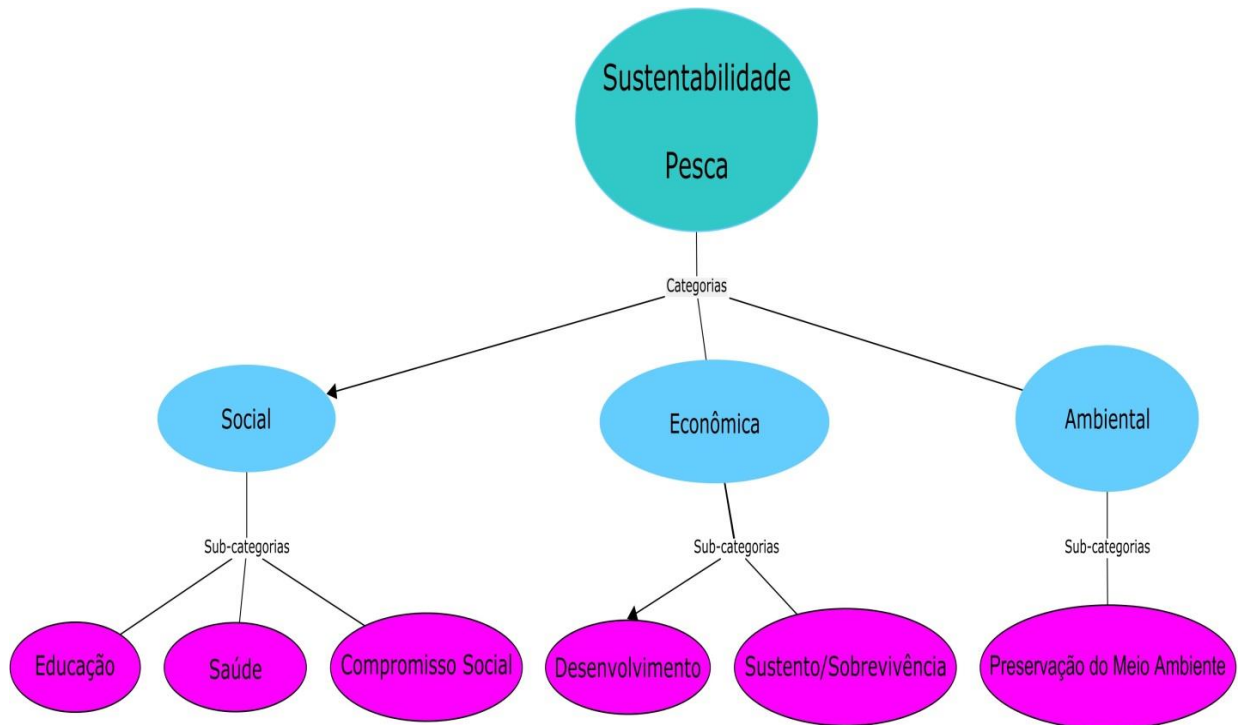 Sustentabilidade
Pesca
Categorias
Social
Econômica
Ambiental
Sub-categorias
Sub-categorias
Sub-categorias
Educação
Saúde
Compromisso Social
Desenvolvimento
Sustento/Sobrevivência
Preservação do Meio Ambiente